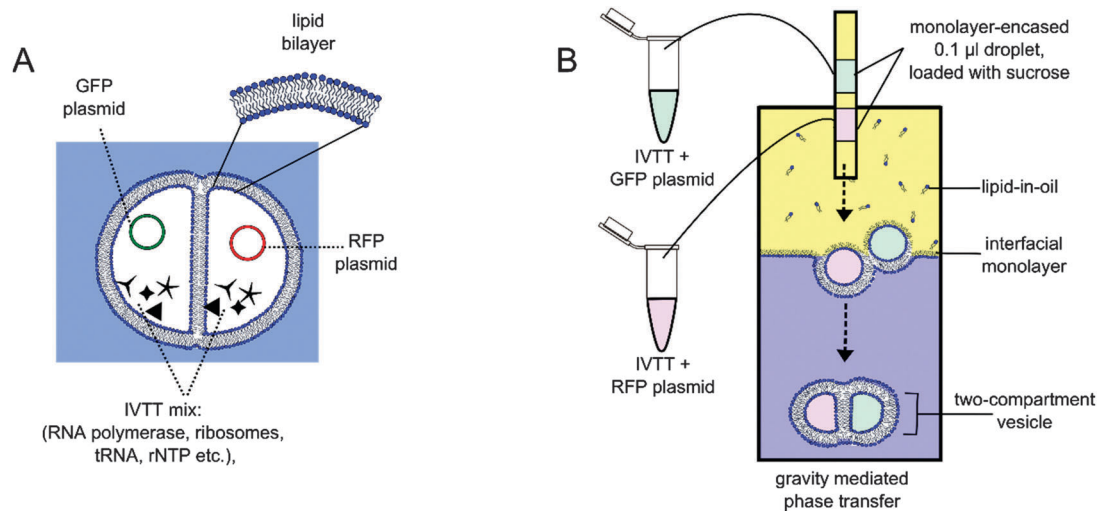 A
lipid
bilayer
GFP
plasmid
RFP
plasmid
IVTT mix:
(RNA polymerase, ribosomes,
tRNA, rNTP etc.),
B
IVTT +
GFP plasmid
IVTT +
RFP plasmid
monolayer-encased
0.1 µl droplet,
loaded with sucrose
lipid-in-oil
interfacial
monolayer
two-compartment
vesicle
gravity mediated
phase transfer